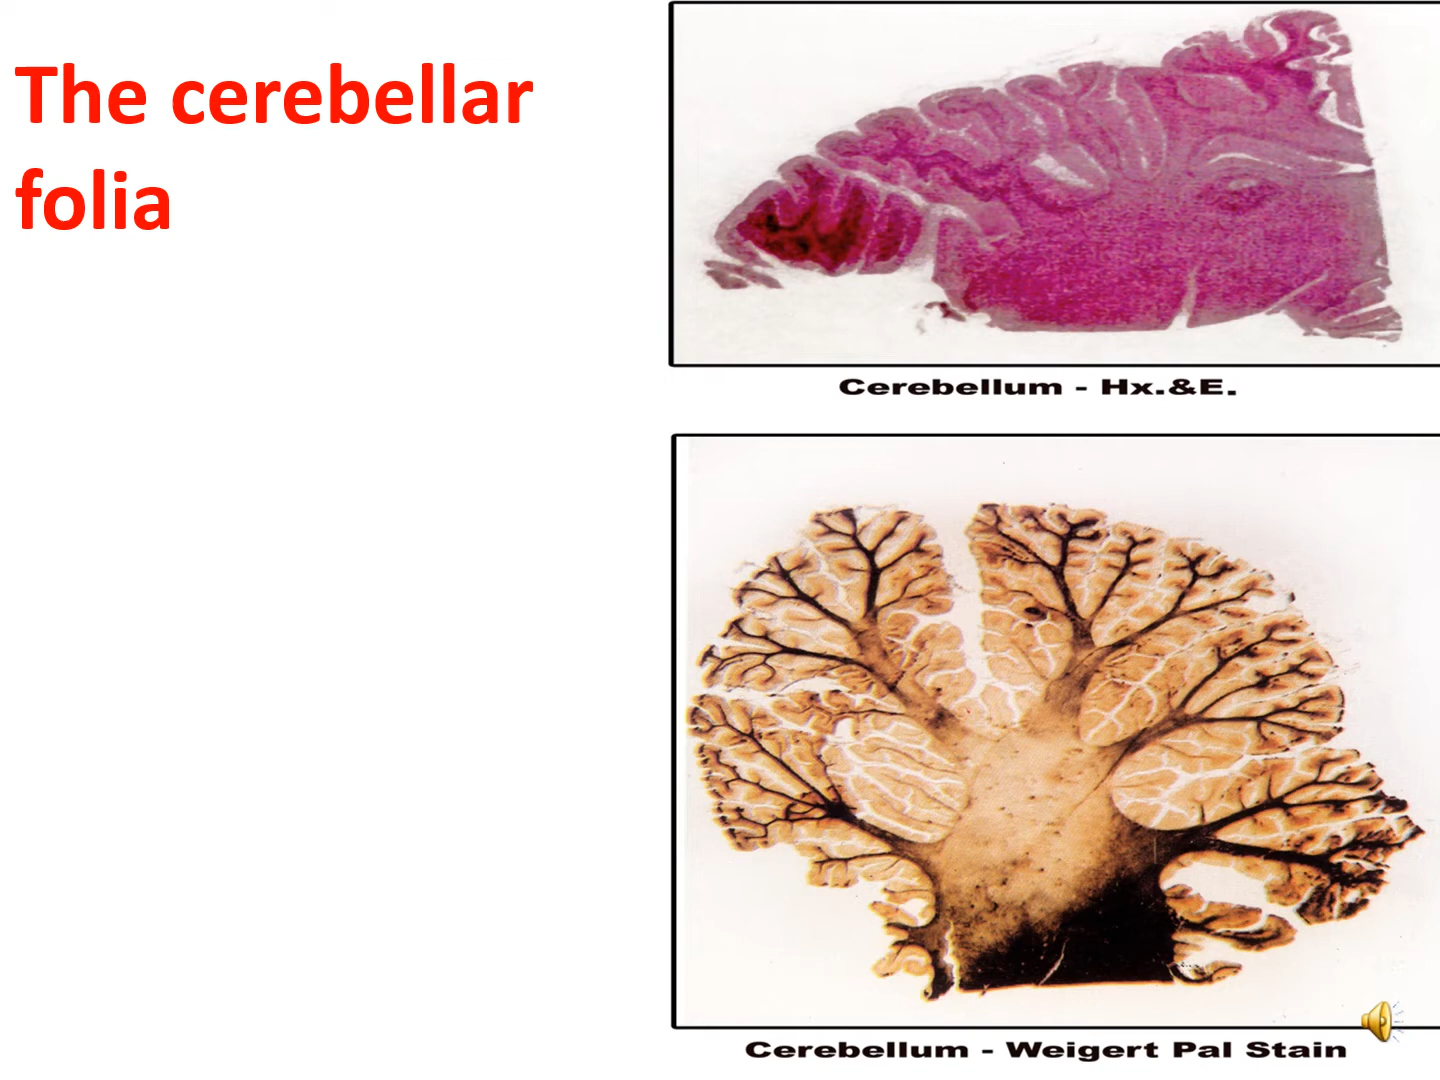 The cerebellar
folia
Cerebellum - Hx.&E.
Cerebellum - Weigert Pal Stain